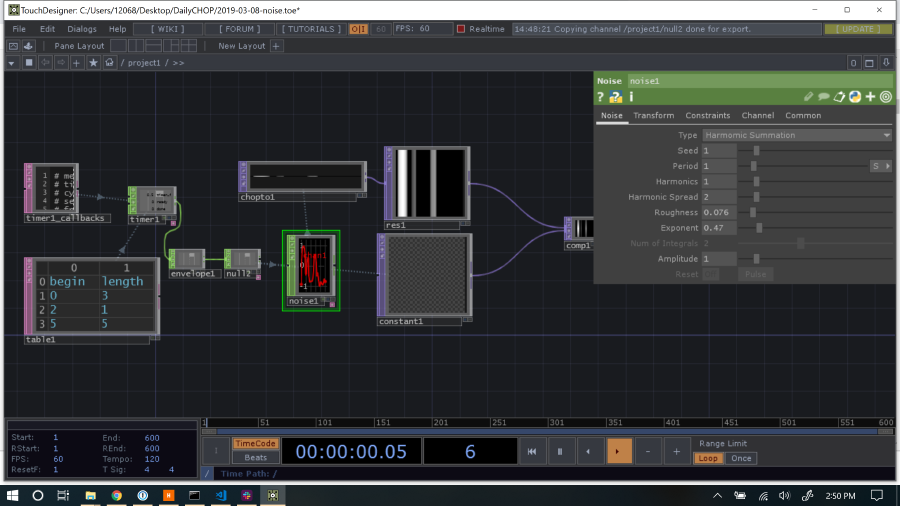 TouchDesigner: C:/Users/12068/Desktop/DailyCHOP/2019-03-08-noise.toe*
File Edit Dialogs Help [ WIKI ] [ FORUM ] [ TUTORIALS ] O|I 60 FPS: 60 Realtime 14:48:21 Copying channel /project1/null2 done for export. [ UPDATE ]
Pane Layout New Layout +
/ project1 / >> 0
Noise noise1
? ? i
Noise Transform Constraints Channel Common
Type Harmonic Summation
Seed 1
Period 1 S
Harmonics 1
Harmonic Spread 2
Roughness 0.076
Exponent 0.47
Num of Integrals 2
Amplitude 1
Reset Off Pulse
1 # me
2 # ti
3 # cy
4 # se
timer1_callbacks
timer1
chopto1
res1
comp1
envelope1
null2
noise1
constant1
0 1
0 begin length
1 0 3
2 2 1
3 5 5
table1
1 51 101 151 201 251 301 351 401 451 501 551 600
Start: 1 End: 600
RStart: 1 REnd: 600
FPS: 60 Tempo: 120
ResetF: 1 T Sig: 4 4
TimeCode
Beats
00:00:00.05
6
- +
Range Limit
Loop Once
/ Time Path: /
2:50 PM